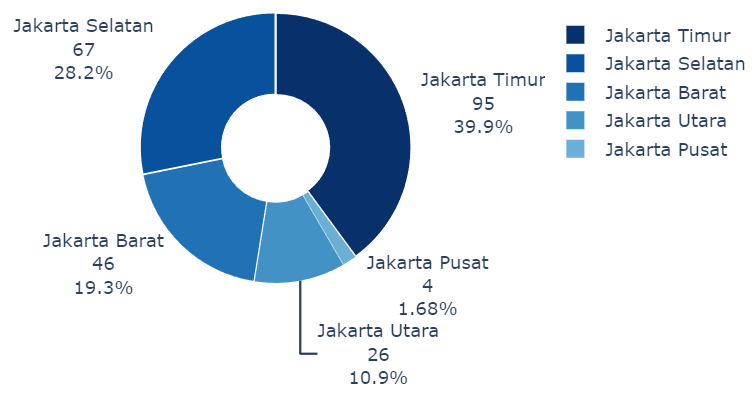 Jakarta Selatan
67
28.2%
Jakarta Timur
95
39.9%
Jakarta Barat
46
19.3%
Jakarta Pusat
4
1.68%
Jakarta Utara
26
10.9%
Jakarta Timur
Jakarta Selatan
Jakarta Barat
Jakarta Utara
Jakarta Pusat